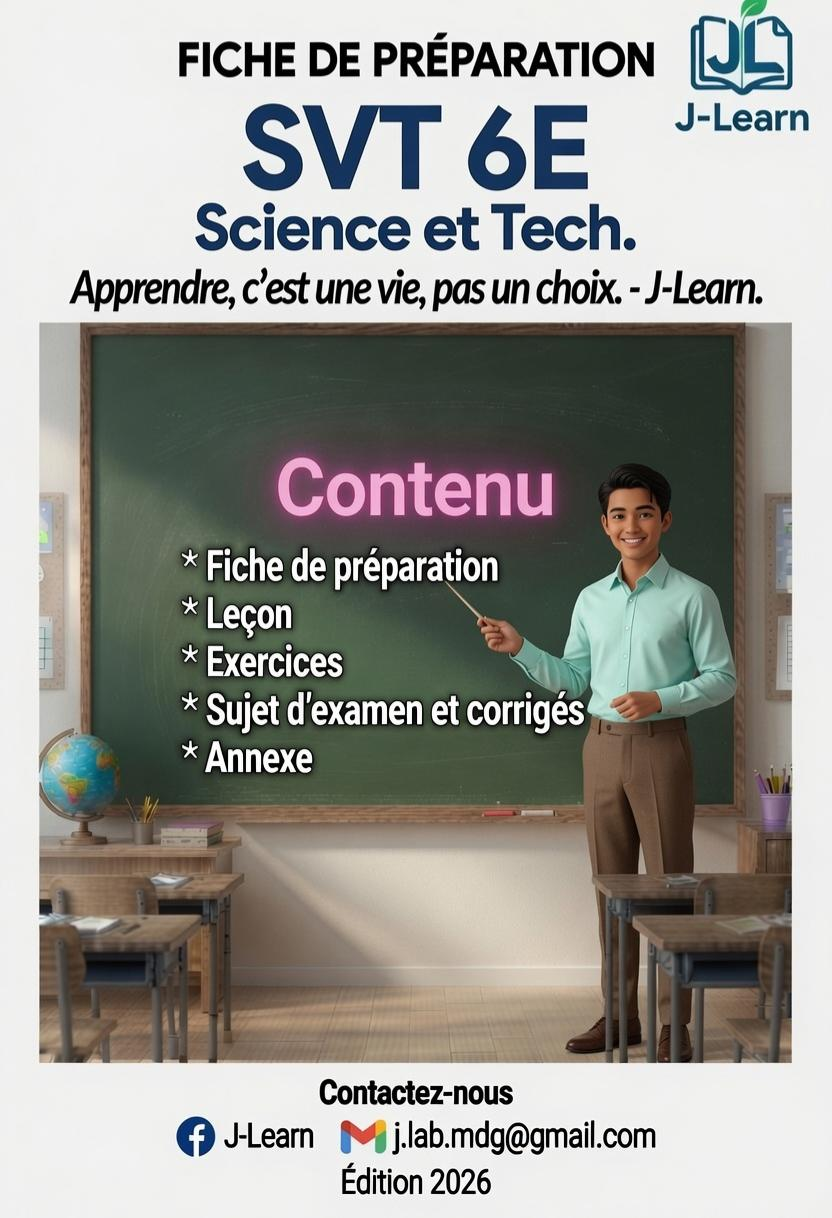 FICHE DE PRÉPARATION
JL
J-Learn
SVT 6E
Science et Tech.
Apprendre, c'est une vie, pas un choix. - J-Learn.
Contenu
* Fiche de préparation
* Leçon
* Exercices
* Sujet d'examen et corrigés
* Annexe
Contactez-nous
J-Learn j.lab.mdg@gmail.com
Édition 2026